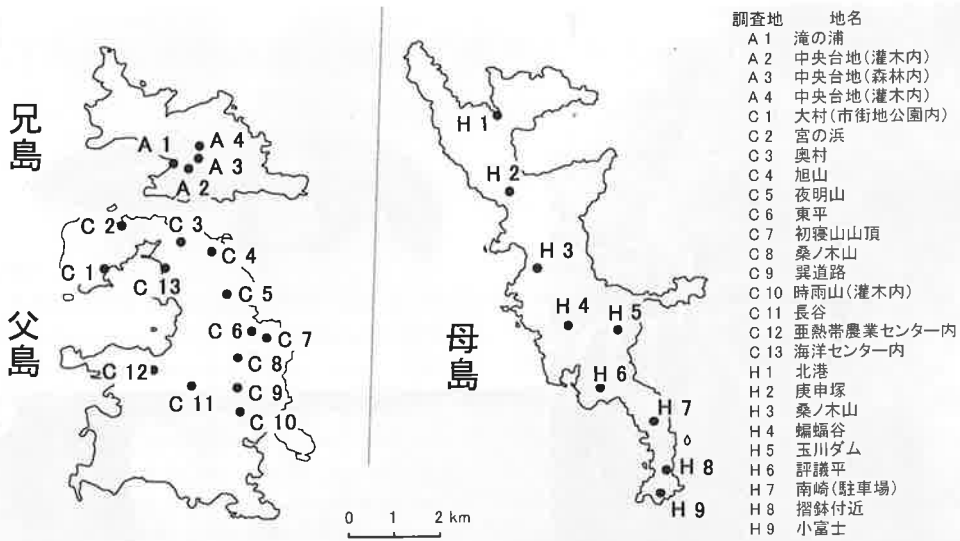 兄島
A 1
A 4
A 3
A 2
父島
C 2
C 3
C 4
C 1
C 13
C 5
C 6
C 7
C 8
C 12
C 9
C 11
C 10
母島
H 1
H 2
H 3
H 4
H 5
H 6
H 7
H 8
H 9
0 1 2 km
調査地 地名
A 1 滝の浦
A 2 中央台地(灌木内)
A 3 中央台地(森林内)
A 4 中央台地(灌木内)
C 1 大村(市街地公園内)
C 2 宮の浜
C 3 奥村
C 4 旭山
C 5 夜明山
C 6 東平
C 7 初寝山山頂
C 8 桑ノ木山
C 9 巽道路
C 10 時雨山(灌木内)
C 11 長谷
C 12 亜熱帯農業センター内
C 13 海洋センター内
H 1 北港
H 2 庚申塚
H 3 桑ノ木山
H 4 蝙蝠谷
H 5 玉川ダム
H 6 評議平
H 7 南崎(駐車場)
H 8 摺鉢付近
H 9 小富士